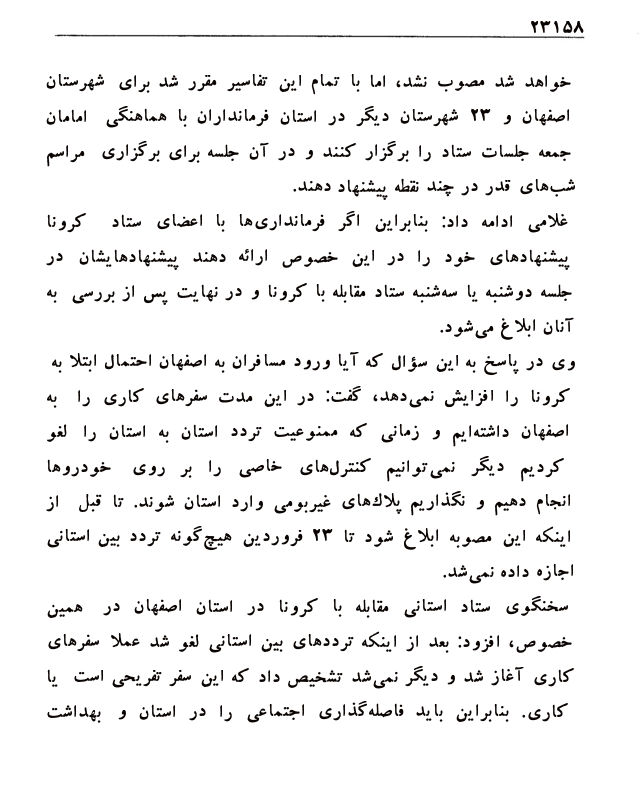 ۲۳۱۵۸
خواهد شد مصوب نشد، اما با تمام این تفاسیر مقرر شد برای شهرستان
اصفهان و ۲۳ شهرستان دیگر در استان فرمانداران با هماهنگی امامان
جمعه جلسات ستاد را برگزار کنند و در آن جلسه برای برگزاری مراسم
شب‌های قدر در چند نقطه پیشنهاد دهند.
غلامی ادامه داد: بنابراین اگر فرمانداری‌ها با اعضای ستاد کرونا
پیشنهادهای خود را در این خصوص ارائه دهند پیشنهادهایشان در
جلسه دوشنبه یا سه‌شنبه ستاد مقابله با کرونا و در نهایت پس از بررسی به
آنان ابلاغ می‌شود.
وی در پاسخ به این سؤال که آیا ورود مسافران به اصفهان احتمال ابتلا به
کرونا را افزایش نمی‌دهد، گفت: در این مدت سفرهای کاری را به
اصفهان داشته‌ایم و زمانی که ممنوعیت تردد استان به استان را لغو
کردیم دیگر نمی‌توانیم کنترل‌های خاصی را بر روی خودروها
انجام دهیم و نگذاریم پلاک‌های غیربومی وارد استان شوند. تا قبل از
اینکه این مصوبه ابلاغ شود تا ۲۳ فروردین هیچ‌گونه تردد بین استانی
اجازه داده نمی‌شد.
سخنگوی ستاد استانی مقابله با کرونا در استان اصفهان در همین
خصوص، افزود: بعد از اینکه ترددهای بین استانی لغو شد عملا سفرهای
کاری آغاز شد و دیگر نمی‌شد تشخیص داد که این سفر تفریحی است یا
کاری. بنابراین باید فاصله‌گذاری اجتماعی را در استان و بهداشت